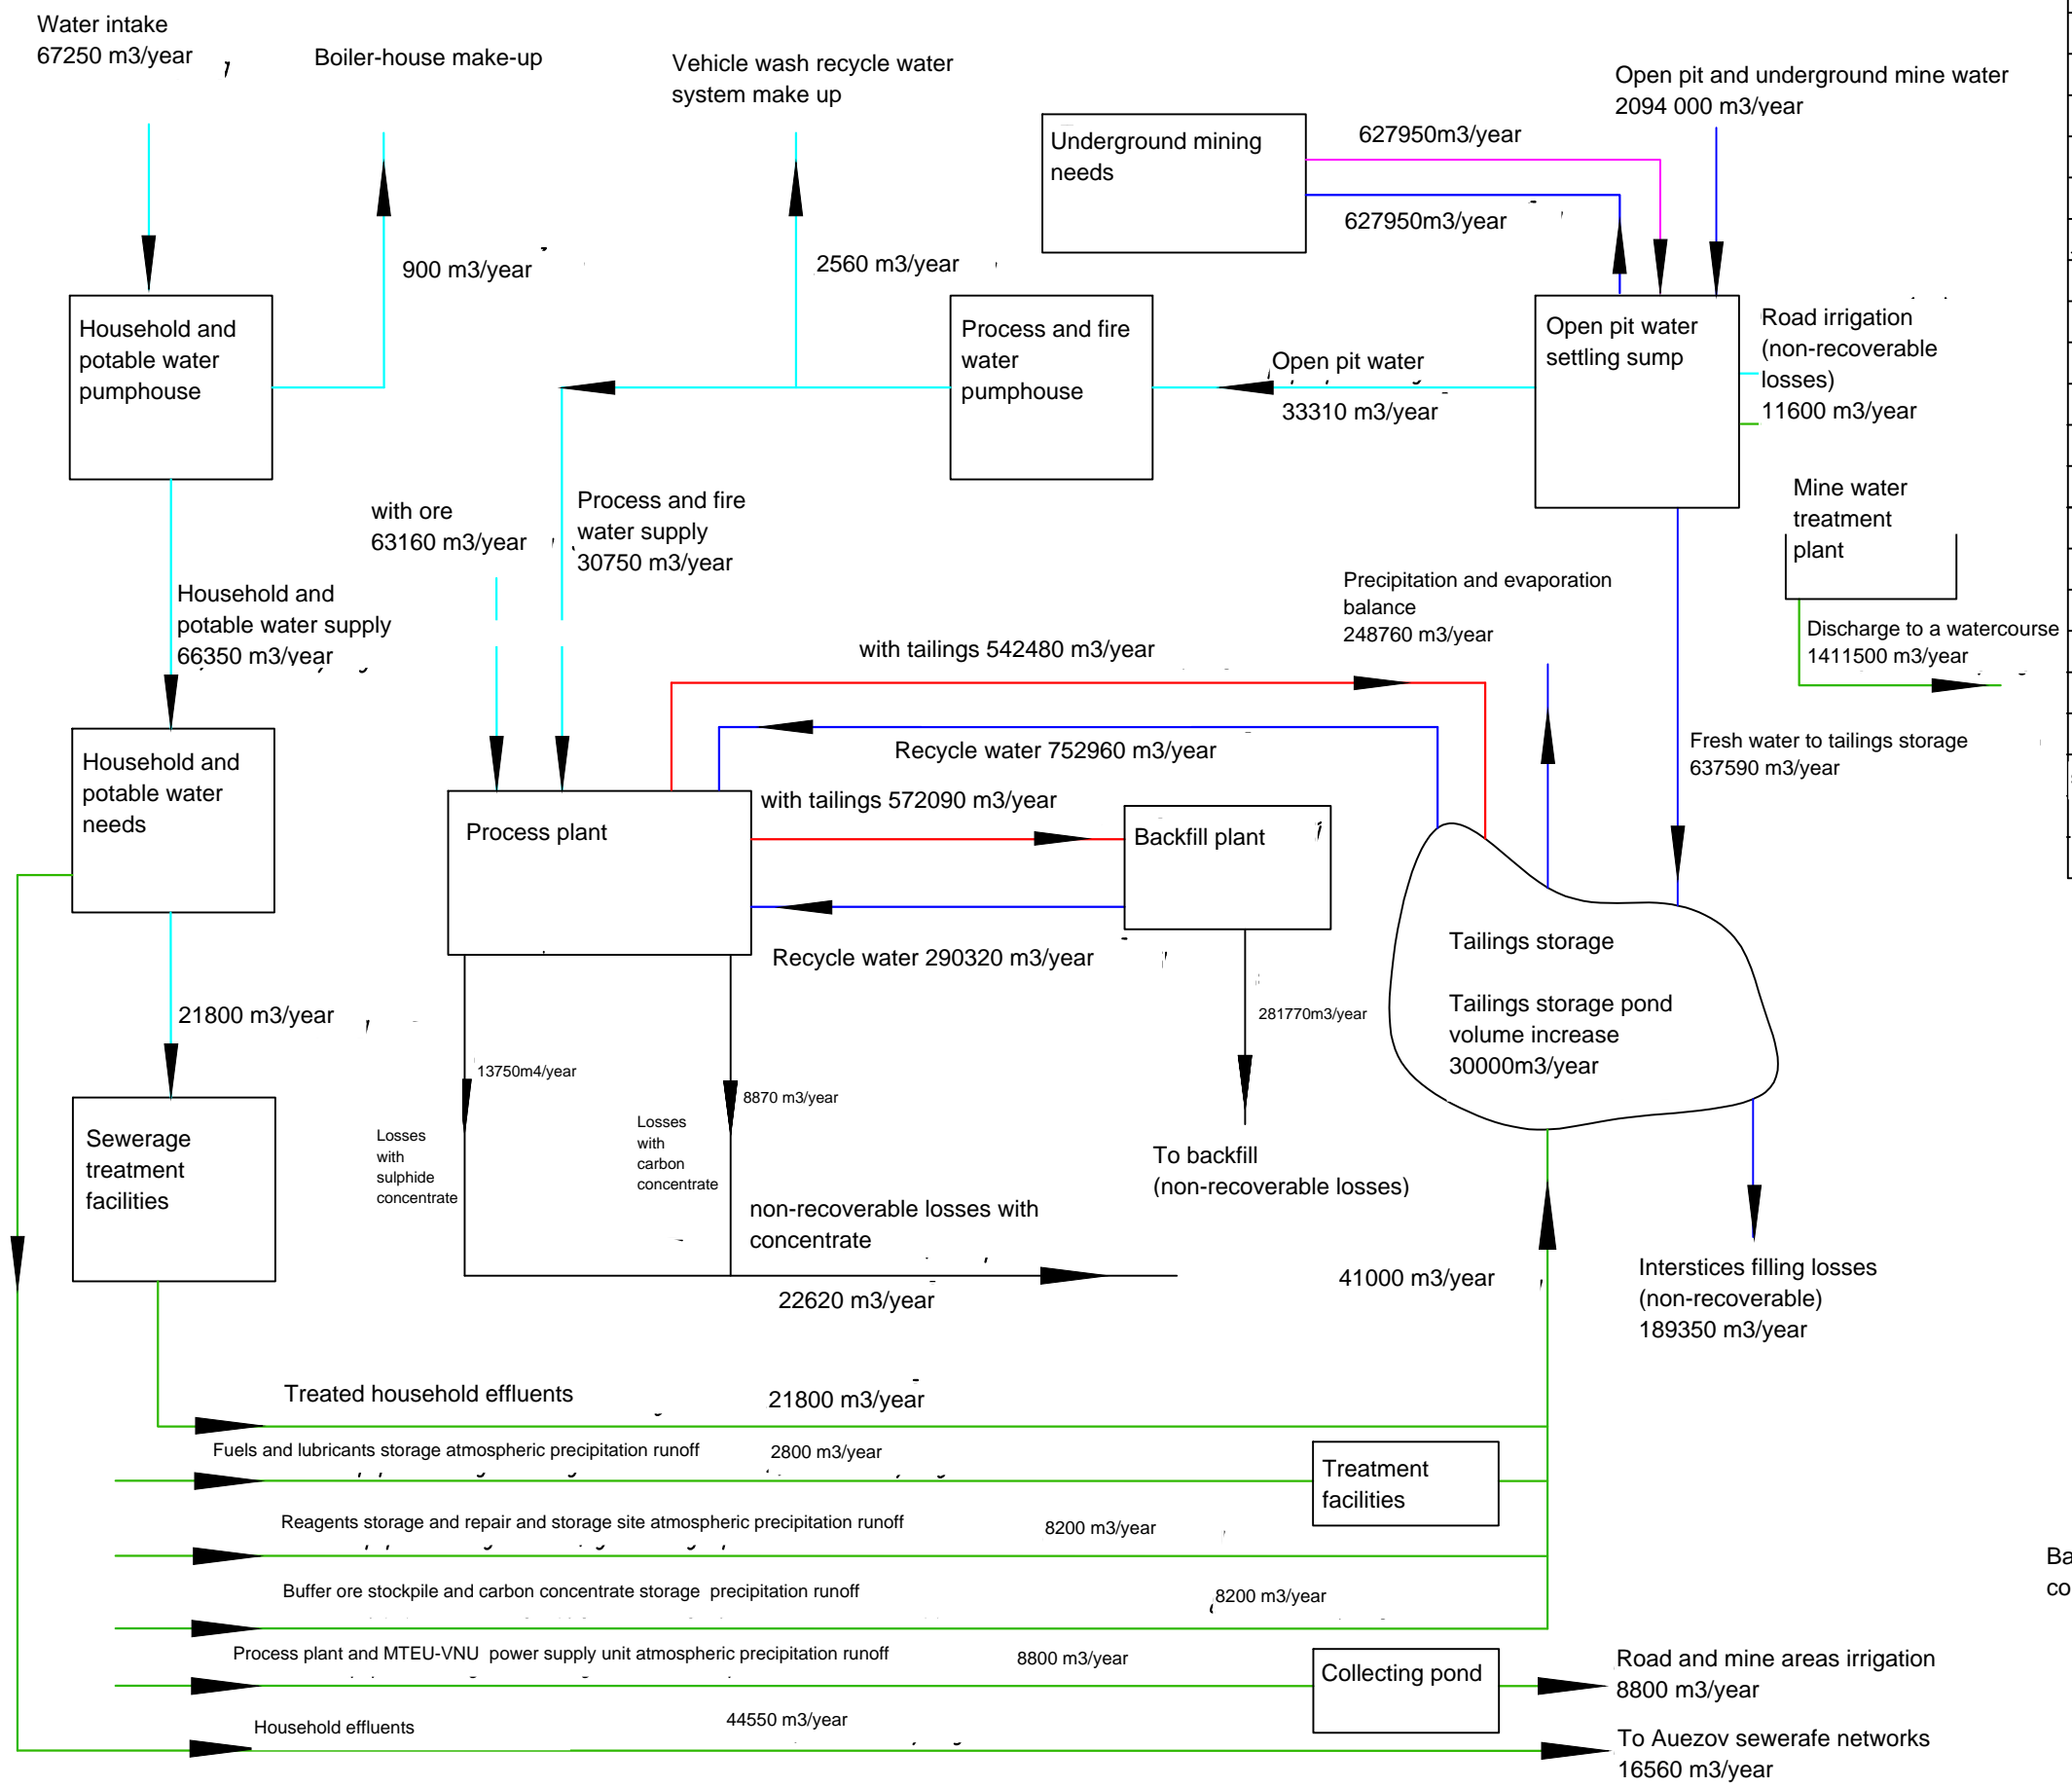 Water intake
67250 m3/year
Boiler-house make-up
Vehicle wash recycle water
system make up
Open pit and underground mine water
2094 000 m3/year
Underground mining
needs
627950m3/year
627950m3/year
900 m3/year
2560 m3/year
Household and
potable water
pumphouse
Process and fire
water
pumphouse
Open pit water
33310 m3/year
Open pit water
settling sump
Road irrigation
(non-recoverable
losses)
11600 m3/year
with ore
63160 m3/year
Process and fire
water supply
30750 m3/year
Mine water
treatment
plant
Household and
potable water supply
66350 m3/year
Precipitation and evaporation
balance
248760 m3/year
Discharge to a watercourse
1411500 m3/year
with tailings 542480 m3/year
Recycle water 752960 m3/year
Fresh water to tailings storage
637590 m3/year
Household and
potable water
needs
Process plant
with tailings 572090 m3/year
Backfill plant
Recycle water 290320 m3/year
Tailings storage
Tailings storage pond
volume increase
30000m3/year
21800 m3/year
281770m3/year
13750m4/year
8870 m3/year
Sewerage
treatment
facilities
Losses
with
sulphide
concentrate
Losses
with
carbon
concentrate
To backfill
(non-recoverable losses)
non-recoverable losses with
concentrate
22620 m3/year
41000 m3/year
Interstices filling losses
(non-recoverable)
189350 m3/year
Treated household effluents
21800 m3/year
Fuels and lubricants storage atmospheric precipitation runoff
2800 m3/year
Treatment
facilities
Reagents storage and repair and storage site atmospheric precipitation runoff
8200 m3/year
Buffer ore stockpile and carbon concentrate storage precipitation runoff
8200 m3/year
Ba
co
Process plant and MTEU-VNU power supply unit atmospheric precipitation runoff
8800 m3/year
Collecting pond
Road and mine areas irrigation
8800 m3/year
Household effluents
44550 m3/year
To Auezov sewerafe networks
16560 m3/year